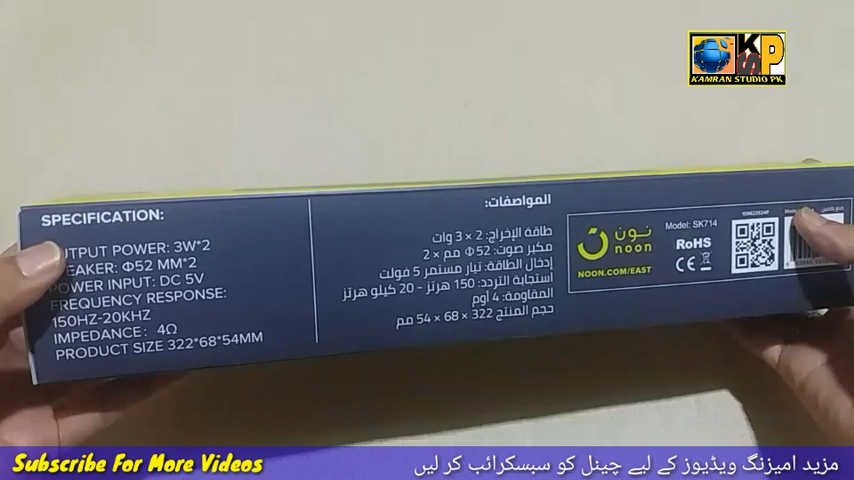 KSP
KAMRAN STUDIO PK
SPECIFICATION:
UTPUT POWER: 3W*2
PEAKER: Φ52 MM*2
POWER INPUT: DC 5V
FREQUENCY RESPONSE:
150HZ-20KHZ
IMPEDANCE: 4Ω
PRODUCT SIZE 322*68*54MM
المواصفات:
طاقة الإخراج: 2 × 3 وات
مكبر صوت: Φ52 مم × 2
إدخال الطاقة: تيار مستمر 5 فولت
استجابة التردد: 150 هرتز - 20 كيلو هرتز
المقاومة: 4 أوم
حجم المنتج 322 × 68 × 54 مم
نون
noon
NOON.COM/EAST
Model: SK714
RoHS
CE
Subscribe For More Videos
مزید امیزنگ ویڈیوز کے لیے چینل کو سبسکرائب کر لیں